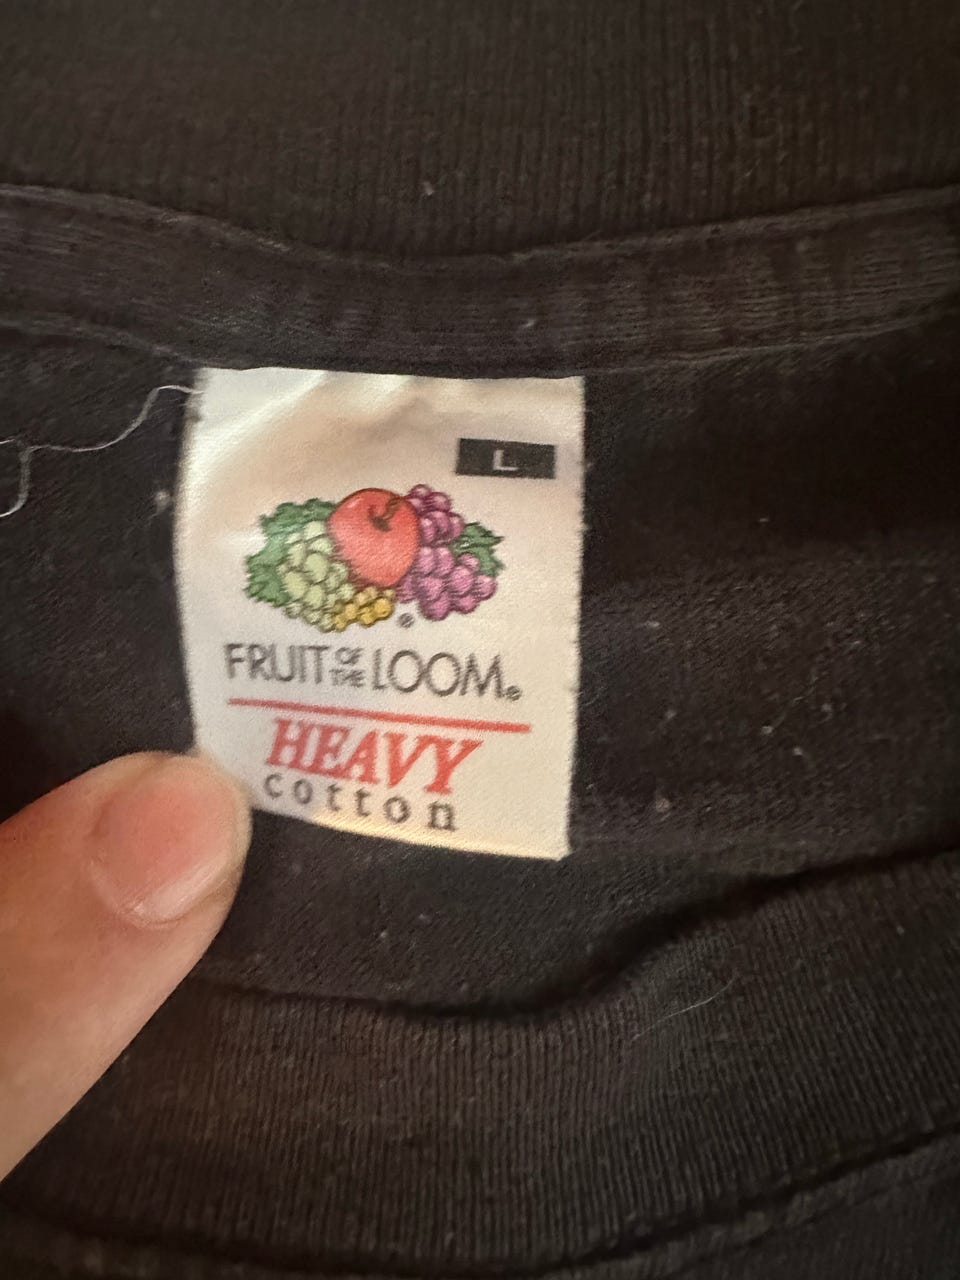 L
®
FRUIT OF THE LOOM®
HEAVY
cotton